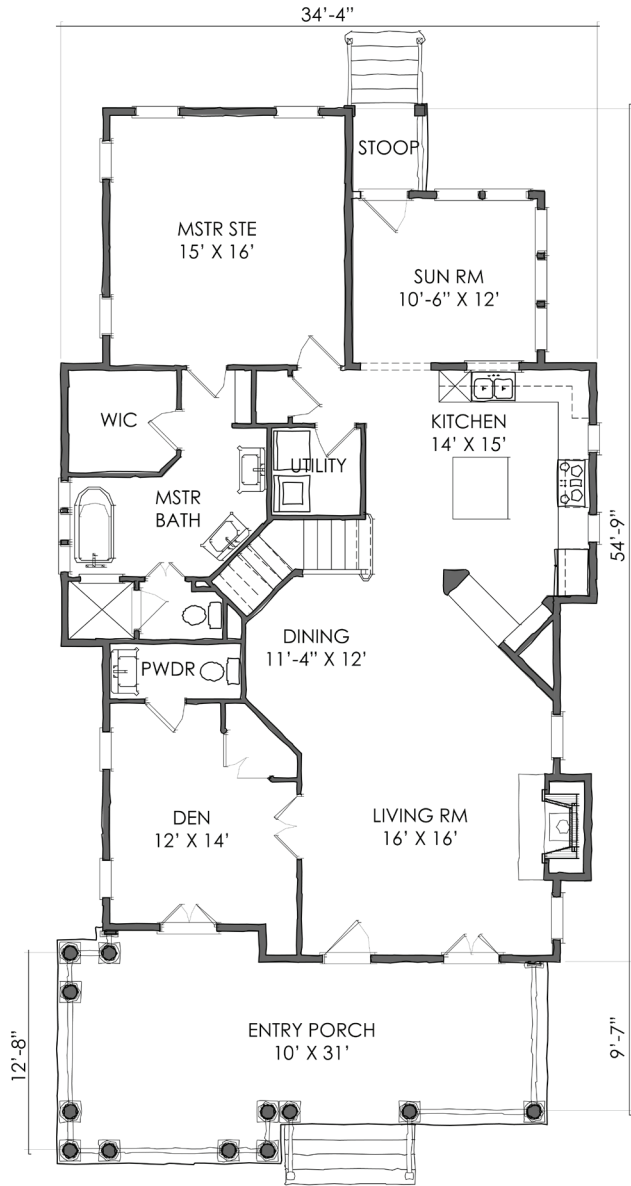 34'-4"
STOOP
MSTR STE
15' X 16'
SUN RM
10'-6" X 12'
WIC
KITCHEN
14' X 15'
UTILITY
MSTR
BATH
54'-9"
DINING
11'-4" X 12'
PWDR
DEN
12' X 14'
LIVING RM
16' X 16'
ENTRY PORCH
10' X 31'
12'-8"
9'-7"